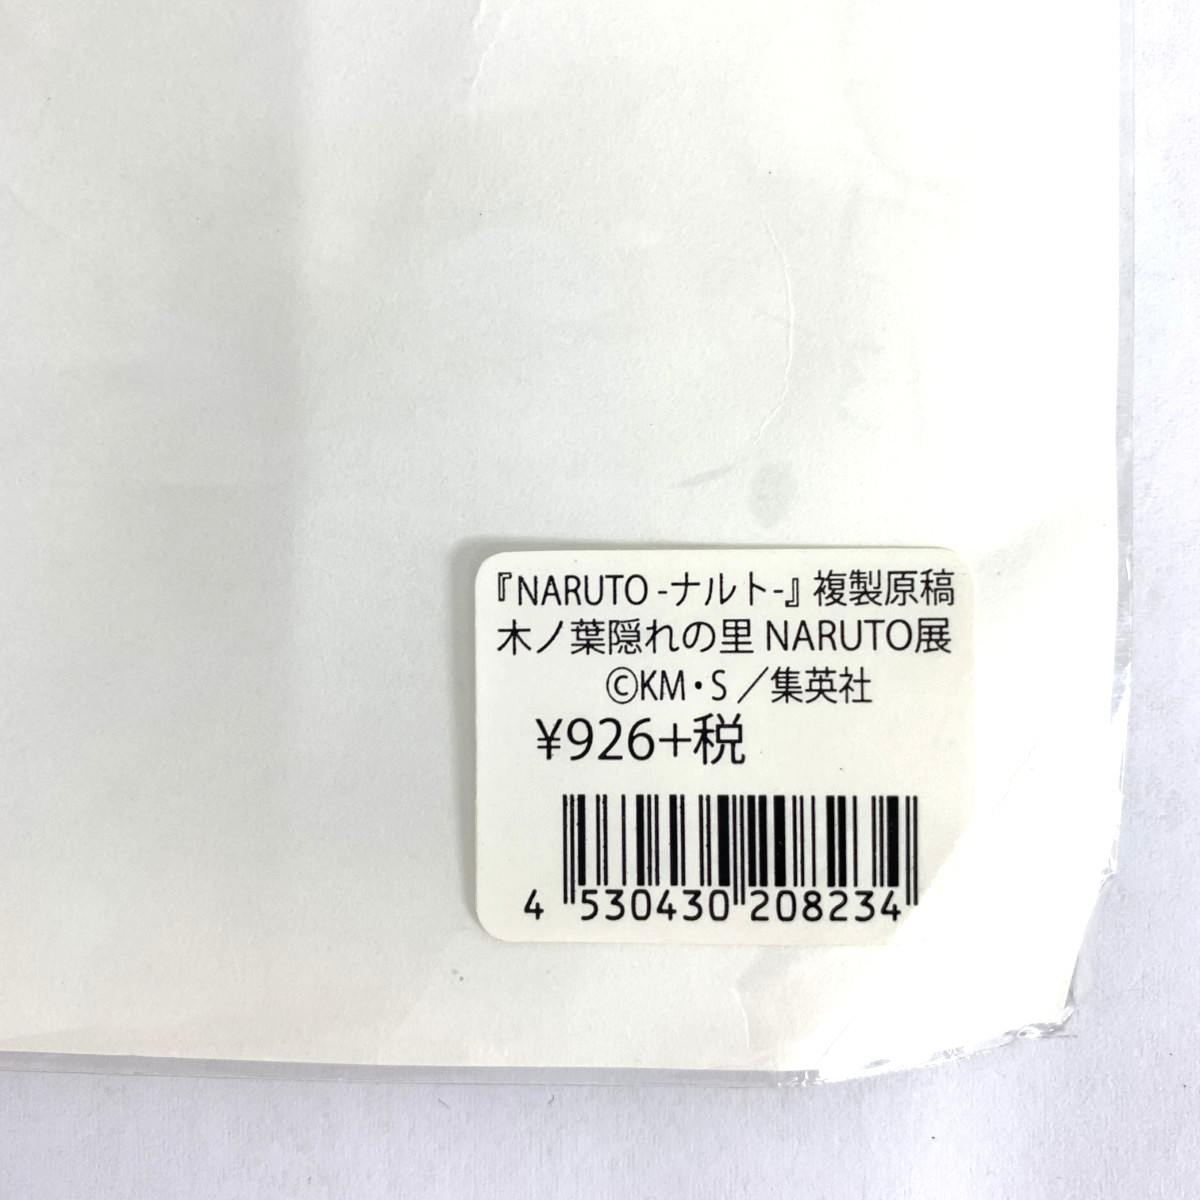 『NARUTO -ナルト-』 複製原稿
木ノ葉隠れの里 NARUTO展
©KM・S／集英社
¥926+税
4 530430 208234